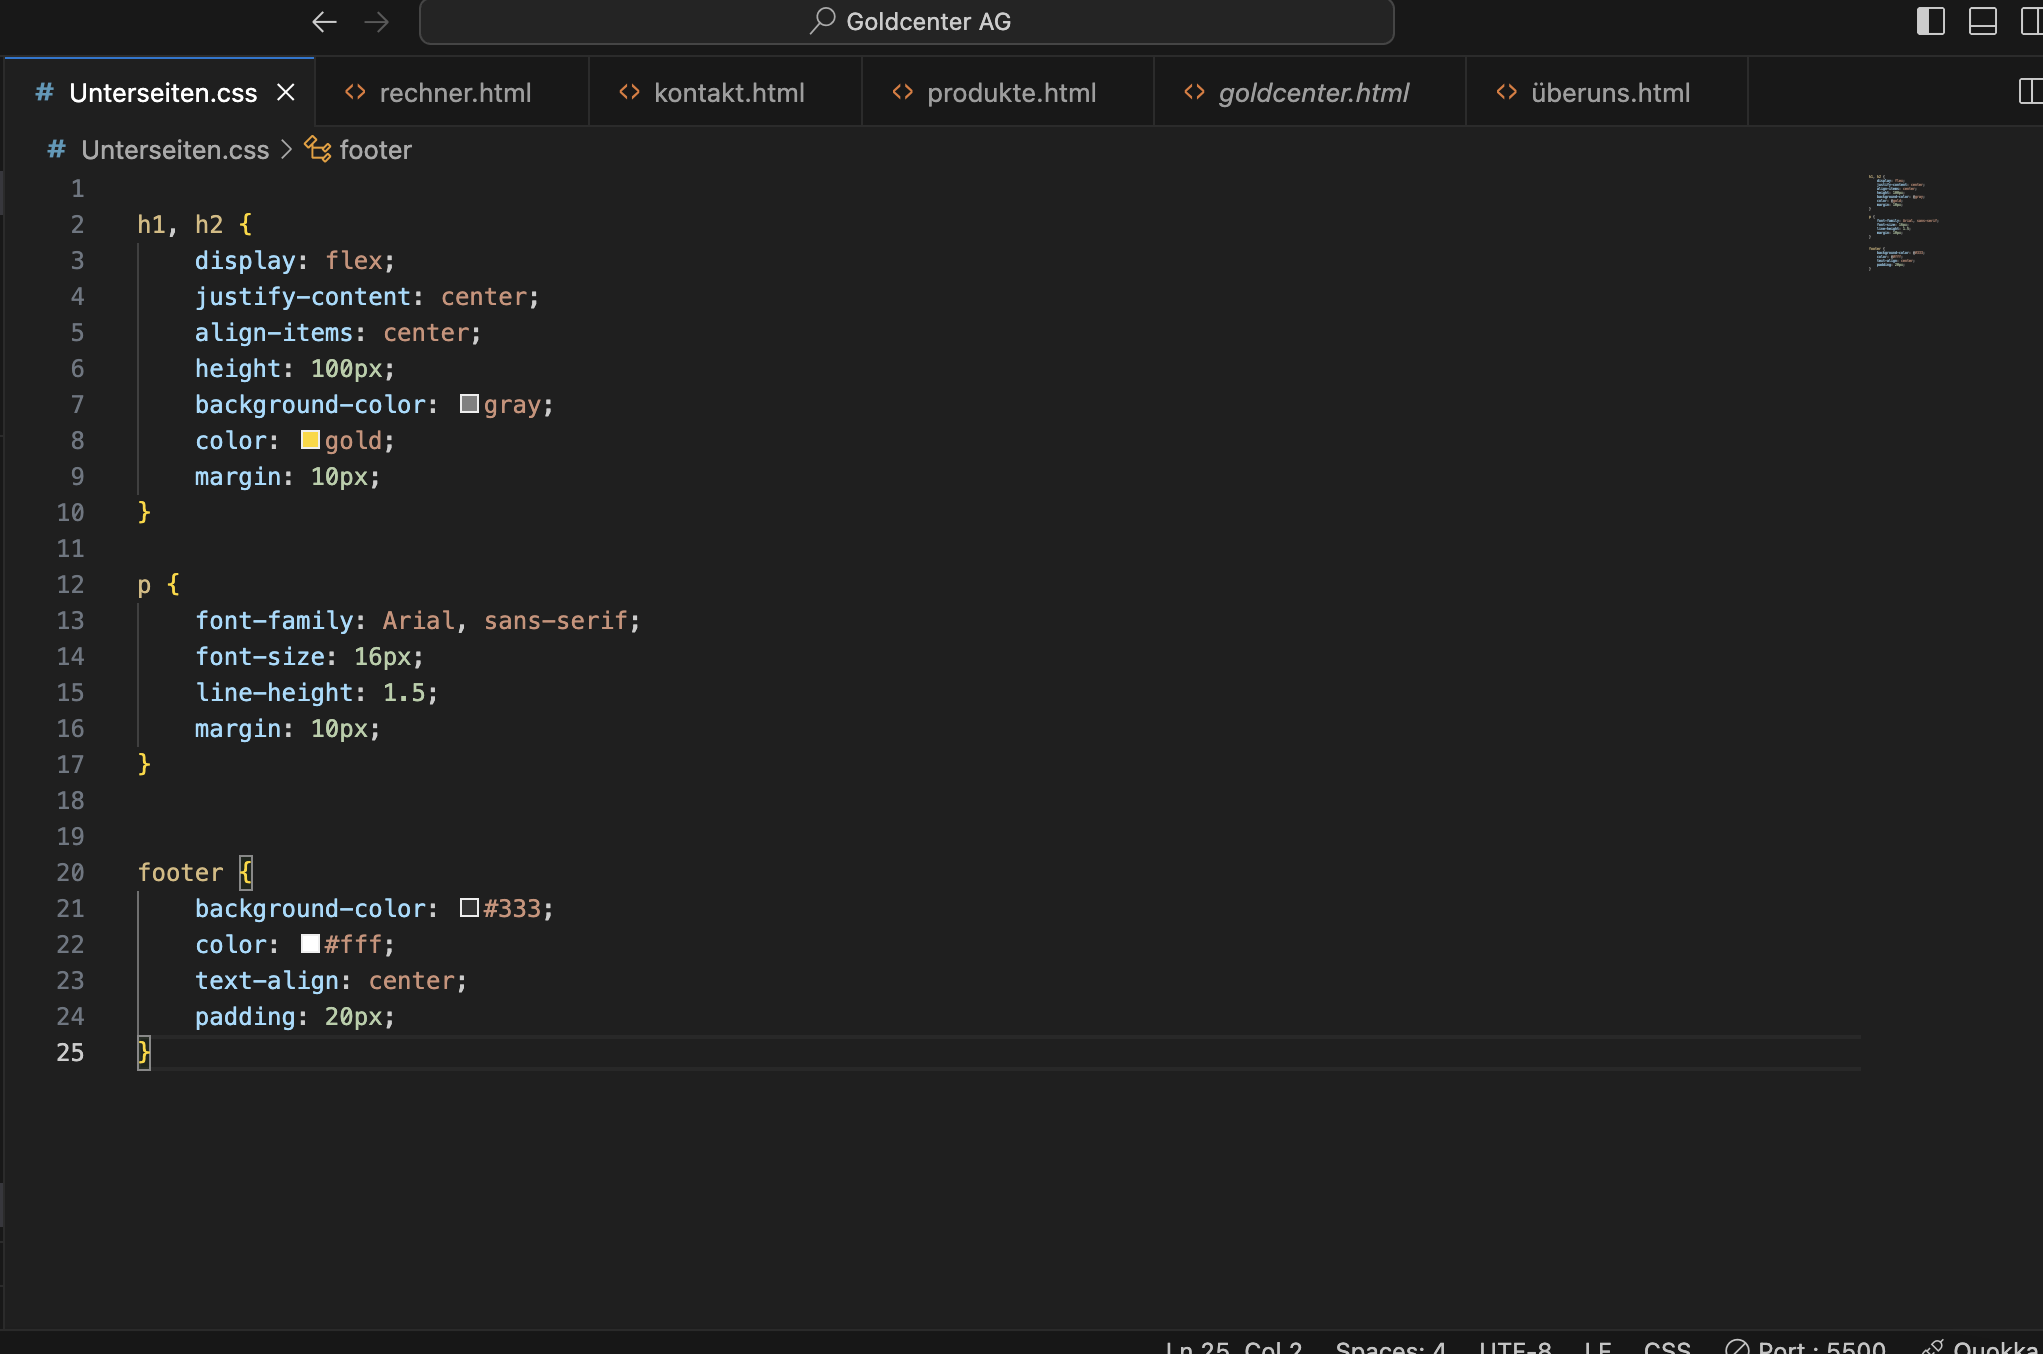 Goldcenter AG
# Unterseiten.css × <> rechner.html <> kontakt.html <> produkte.html <> goldcenter.html <> überuns.html
# Unterseiten.css > footer
1
2 h1, h2 {
3 display: flex;
4 justify-content: center;
5 align-items: center;
6 height: 100px;
7 background-color: gray;
8 color: gold;
9 margin: 10px;
10 }
11
12 p {
13 font-family: Arial, sans-serif;
14 font-size: 16px;
15 line-height: 1.5;
16 margin: 10px;
17 }
18
19
20 footer {
21 background-color: #333;
22 color: #fff;
23 text-align: center;
24 padding: 20px;
25 }
Ln 25, Col 2 Spaces: 4 UTF-8 LF CSS Port : 5500 Quokka